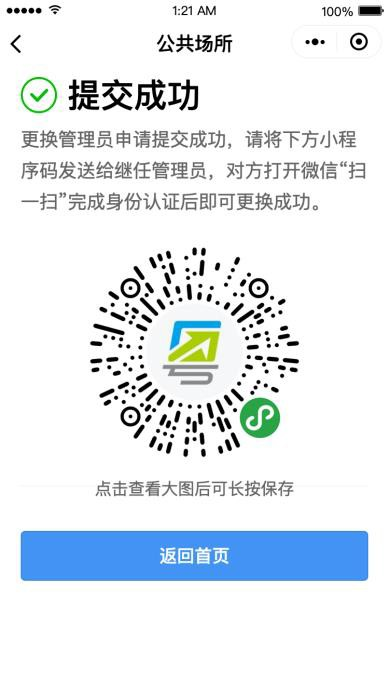 1:21 AM
100%
公共场所
提交成功
更换管理员申请提交成功，请将下方小程
序码发送给继任管理员，对方打开微信“扫
一扫”完成身份认证后即可更换成功。
点击查看大图后可长按保存
返回首页